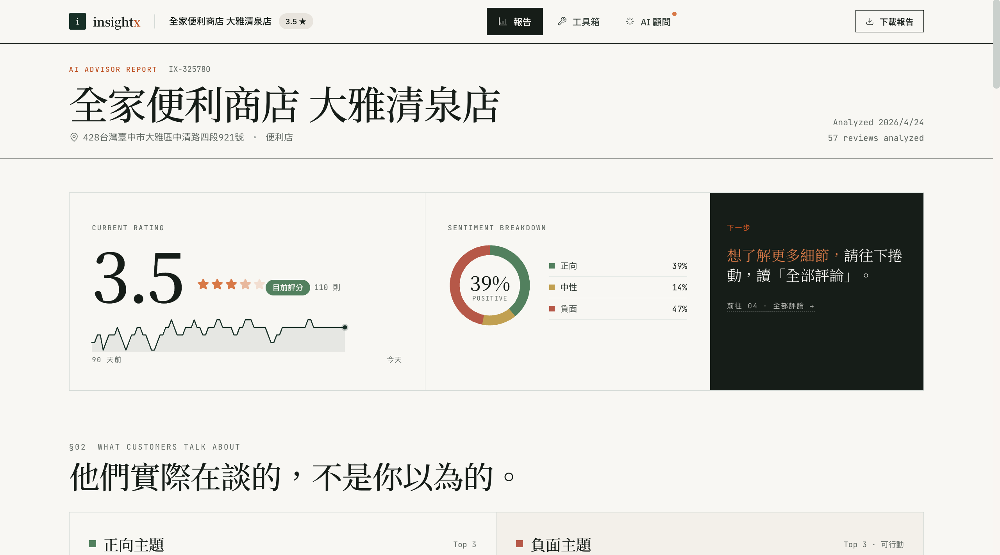 i insightx 全家便利商店 大雅清泉店 3.5 ★ 報告 工具箱 AI 顧問 下載報告
AI ADVISOR REPORT IX-325780
全家便利商店 大雅清泉店
428台灣臺中市大雅區中清路四段921號 • 便利店
Analyzed 2026/4/24
57 reviews analyzed
CURRENT RATING
3.5
目前評分 110 則
90 天前 今天
SENTIMENT BREAKDOWN
39%
POSITIVE
正向 39%
中性 14%
負面 47%
下一步
想了解更多細節，請往下捲
動，讀「全部評論」。
前往 04 · 全部評論 →
§02 WHAT CUSTOMERS TALK ABOUT
他們實際在談的，不是你以為的。
正向主題 Top 3
負面主題 Top 3 · 可行動